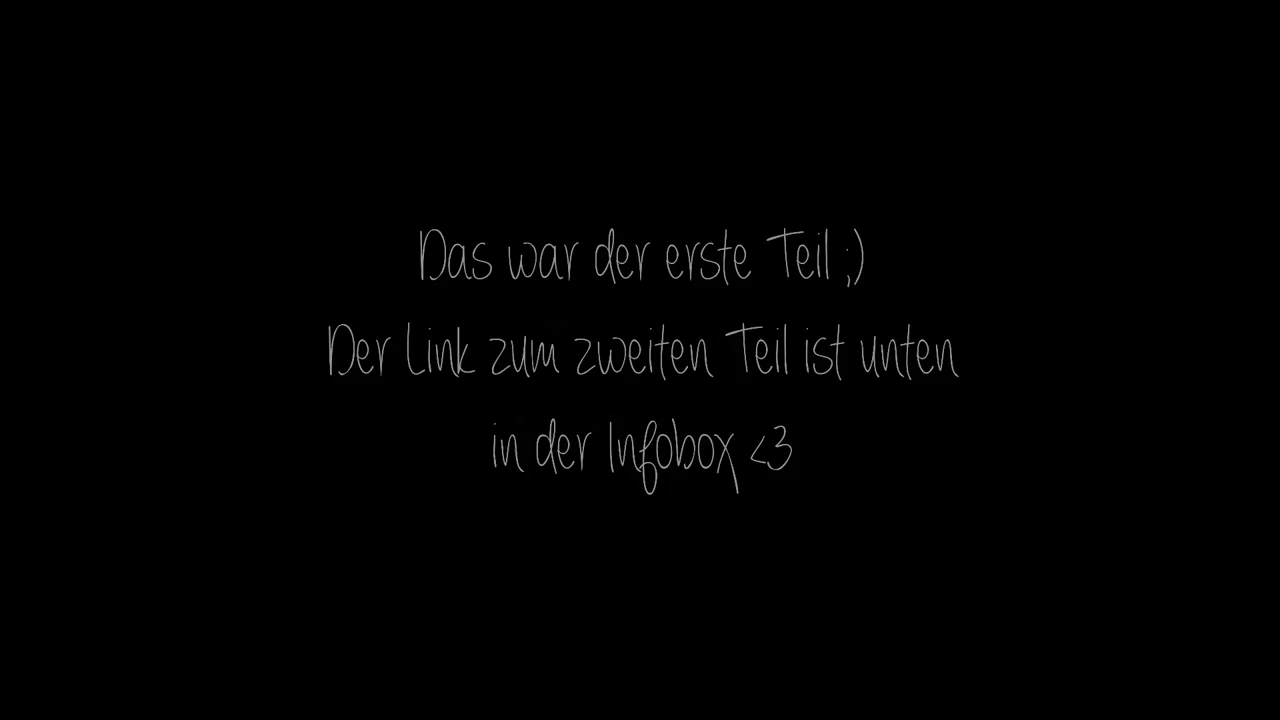 Das war der erste Teil ;)
Der Link zum zweiten Teil ist unten
in der Infobox <3